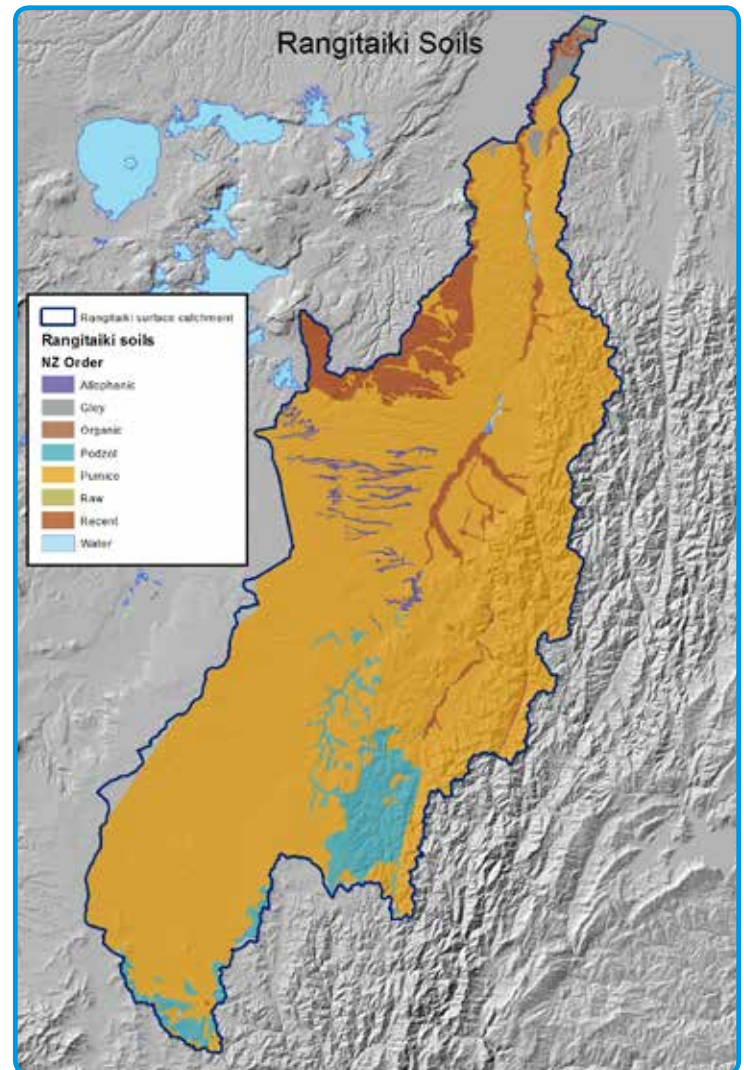 Rangitaiki Soils
Rangitaiki surface catchment
Rangitaiki soils
NZ Order
Allophanic
Gley
Organic
Podzol
Pumice
Raw
Recent
Water